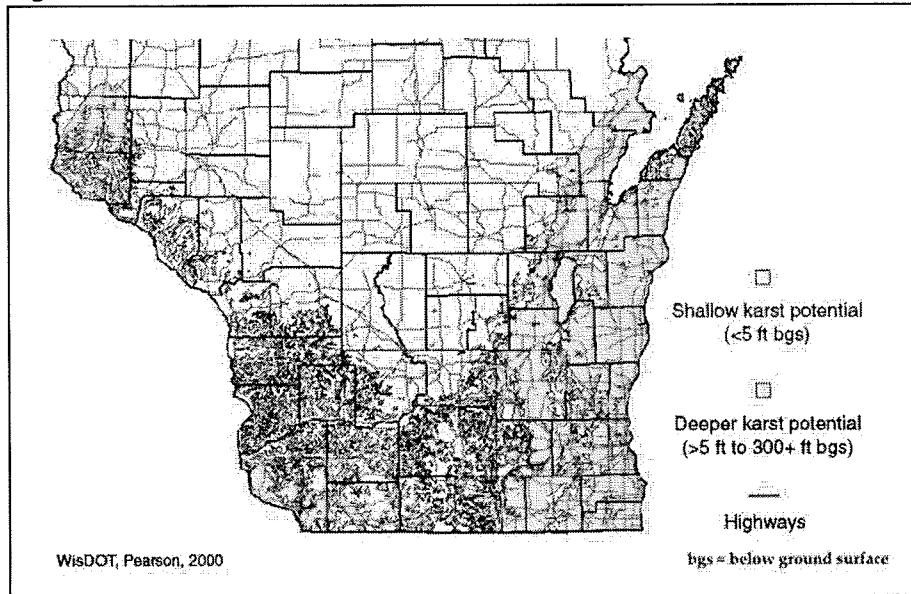 Shallow karst potential
(<5 ft bgs)
Deeper karst potential
(>5 ft to 300+ ft bgs)
Highways
WisDOT, Pearson, 2000
bgs = below ground surface